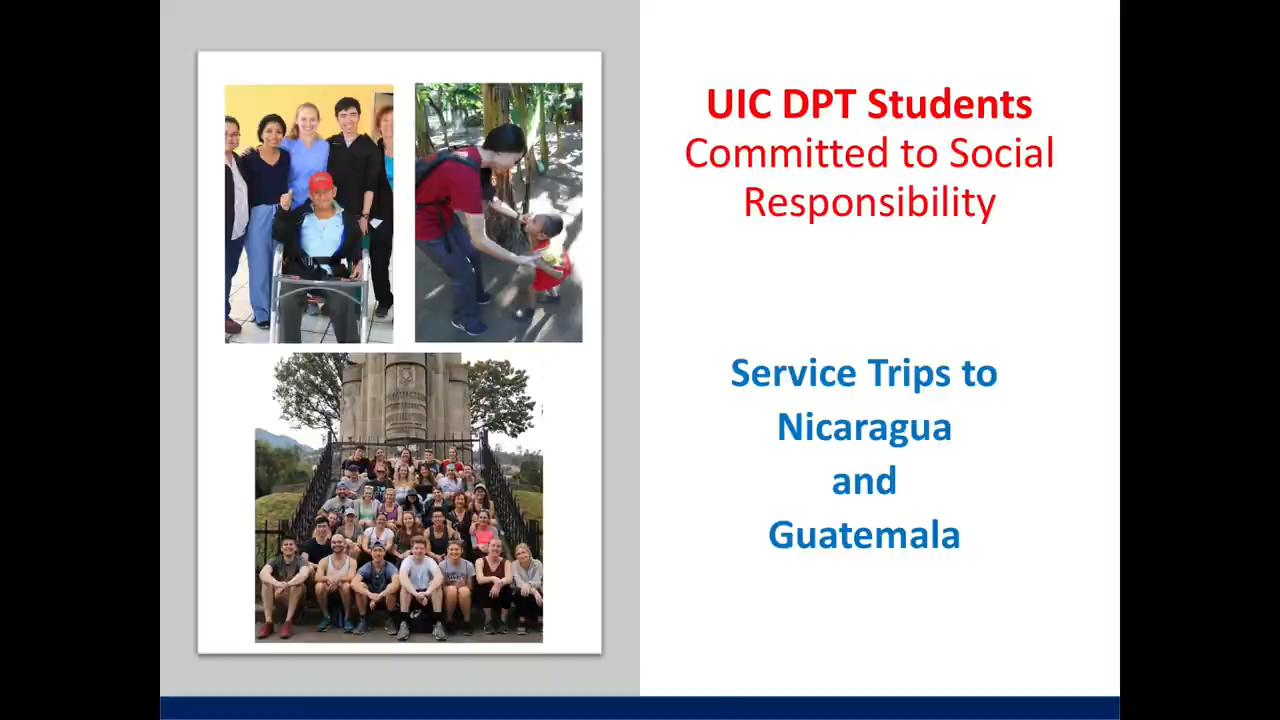 UIC DPT Students
Committed to Social
Responsibility
Service Trips to
Nicaragua
and
Guatemala